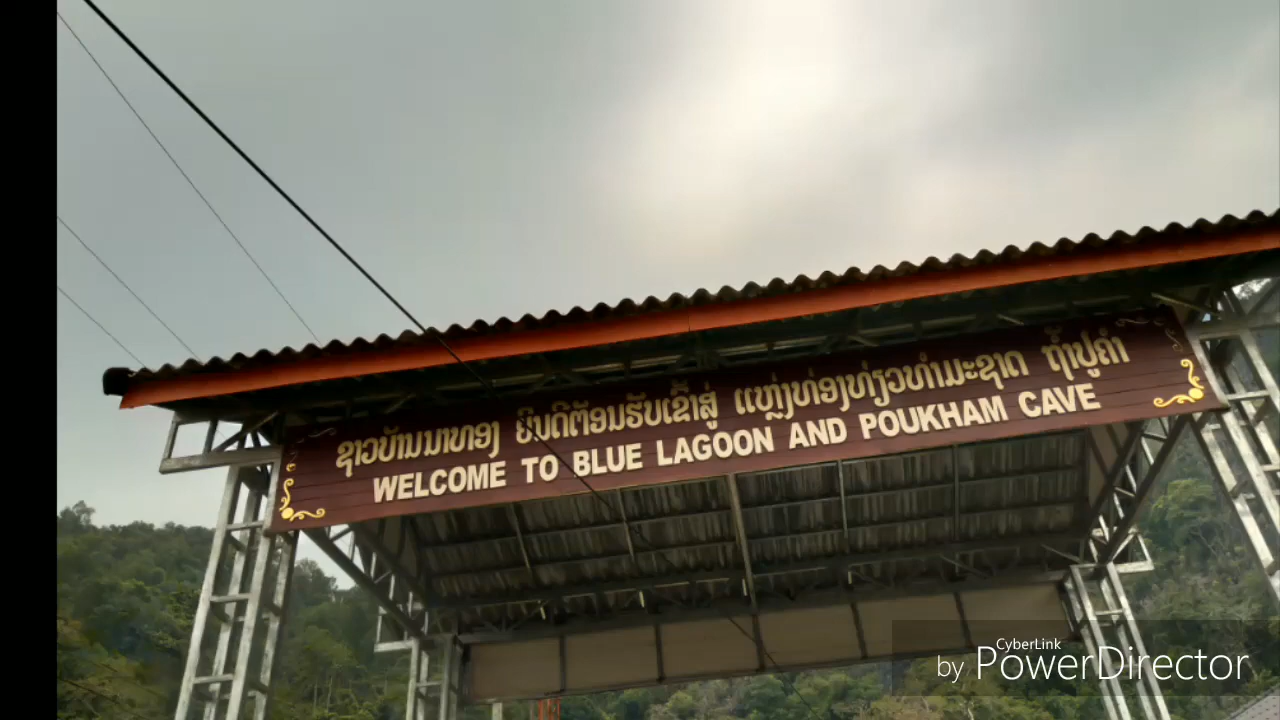 ຊາວບ້ານນາທອງ ຍິນດີຕ້ອນຮັບເຂົ້າສູ່ ແຫຼ່ງທ່ອງທ່ຽວທຳມະຊາດ ຖ້ຳປູຄຳ
WELCOME TO BLUE LAGOON AND POUKHAM CAVE
CyberLink
by PowerDirector